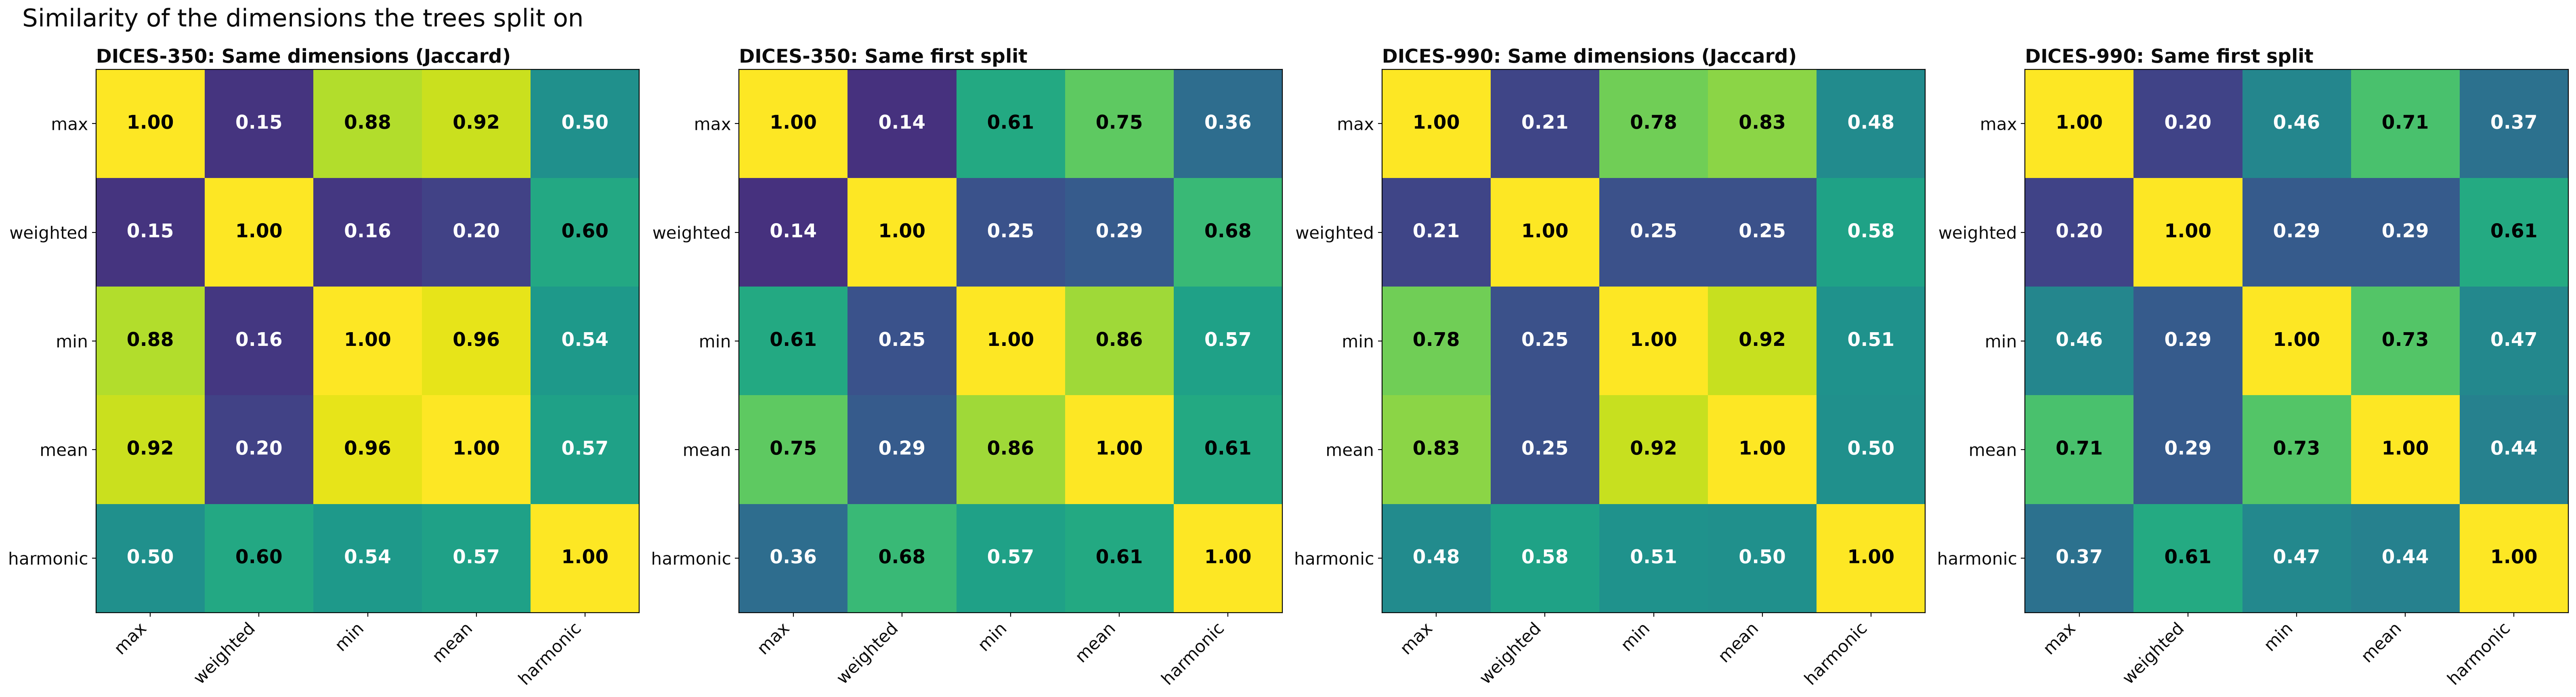 Similarity of the dimensions the trees split on
DICES-350: Same dimensions (Jaccard)
max 1.00 0.15 0.88 0.92 0.50
weighted 0.15 1.00 0.16 0.20 0.60
min 0.88 0.16 1.00 0.96 0.54
mean 0.92 0.20 0.96 1.00 0.57
harmonic 0.50 0.60 0.54 0.57 1.00
max weighted min mean harmonic
DICES-350: Same first split
max 1.00 0.14 0.61 0.75 0.36
weighted 0.14 1.00 0.25 0.29 0.68
min 0.61 0.25 1.00 0.86 0.57
mean 0.75 0.29 0.86 1.00 0.61
harmonic 0.36 0.68 0.57 0.61 1.00
max weighted min mean harmonic
DICES-990: Same dimensions (Jaccard)
max 1.00 0.21 0.78 0.83 0.48
weighted 0.21 1.00 0.25 0.25 0.58
min 0.78 0.25 1.00 0.92 0.51
mean 0.83 0.25 0.92 1.00 0.50
harmonic 0.48 0.58 0.51 0.50 1.00
max weighted min mean harmonic
DICES-990: Same first split
max 1.00 0.20 0.46 0.71 0.37
weighted 0.20 1.00 0.29 0.29 0.61
min 0.46 0.29 1.00 0.73 0.47
mean 0.71 0.29 0.73 1.00 0.44
harmonic 0.37 0.61 0.47 0.44 1.00
max weighted min mean harmonic